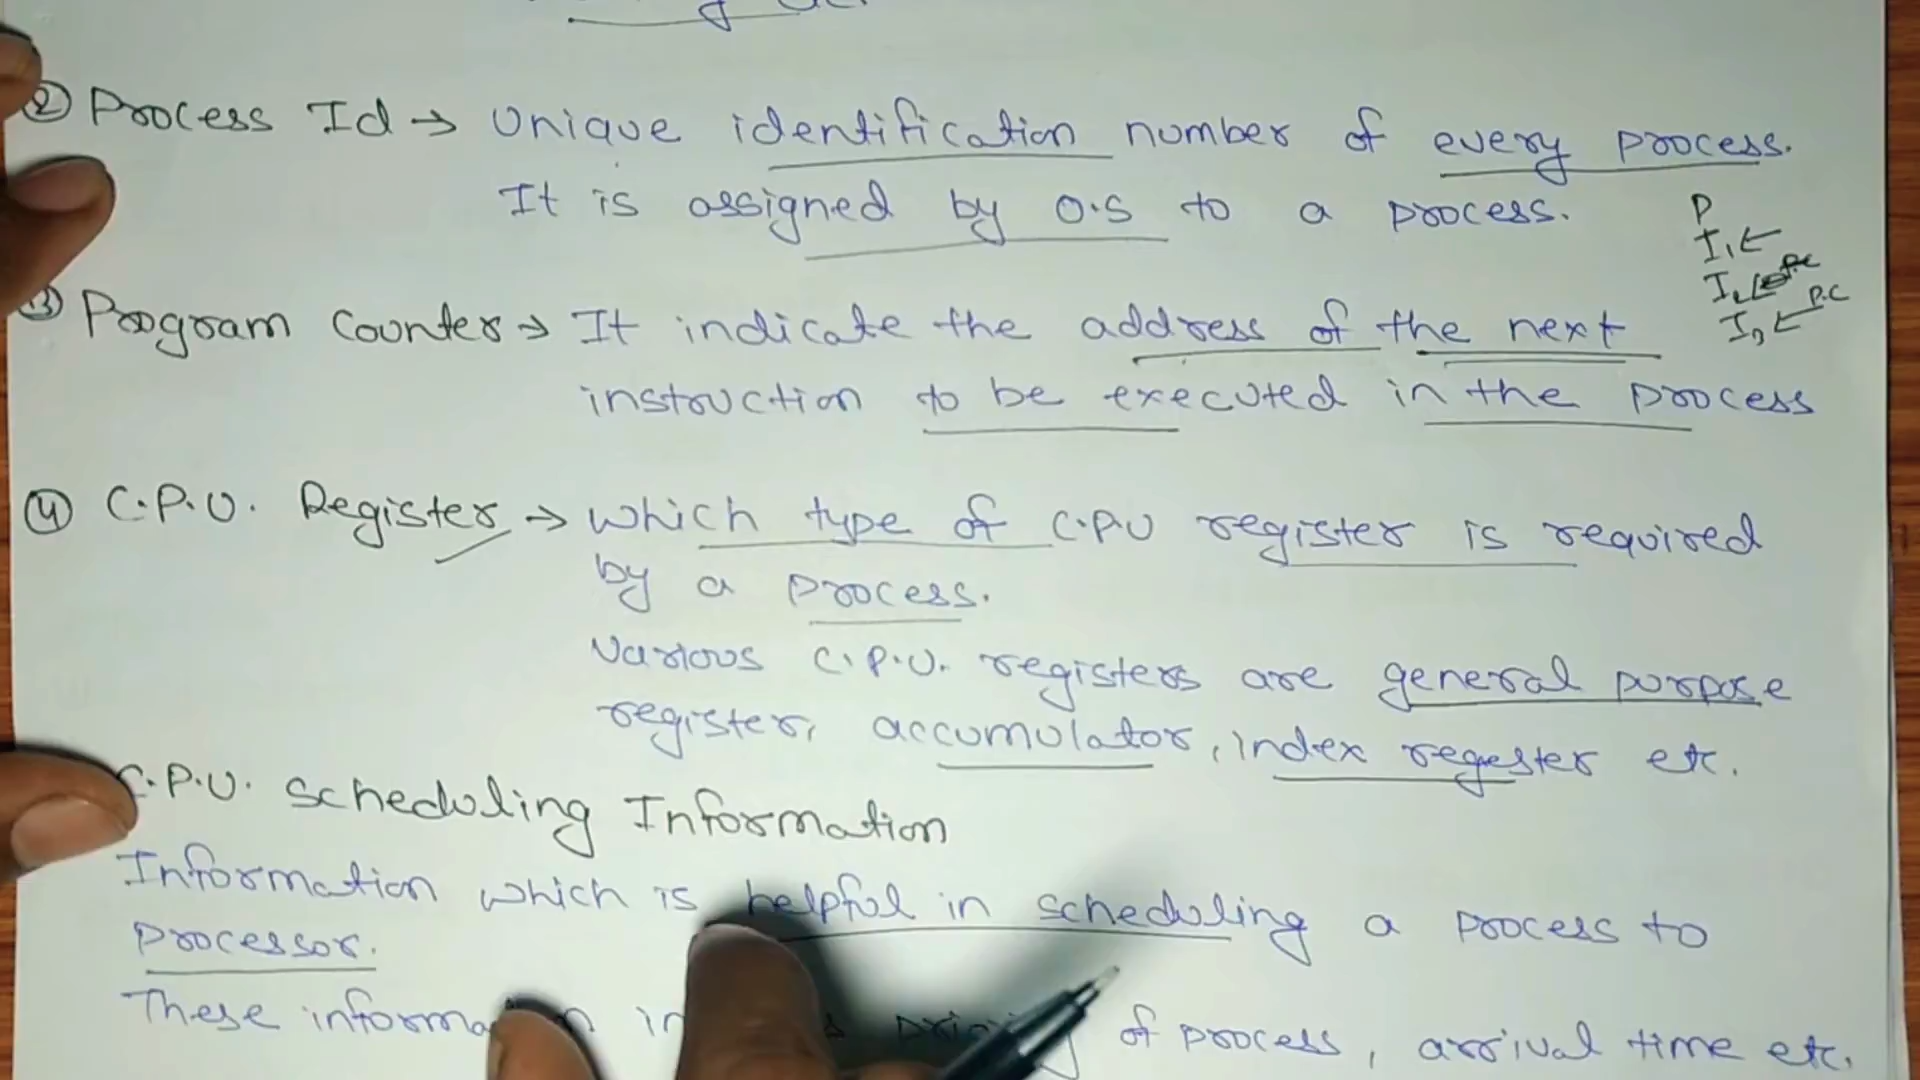 ② Process Id → Unique identification number of every process.
It is assigned by O.S to a process.
P
I₁ ←
I₂ ←
I₃ ← P.C
③ Program Counter → It indicate the address of the next
instruction to be executed in the process
④ C.P.U. Register → which type of C.P.U register is required
by a process.
Various C.P.U. registers are general purpose
register, accumulator, index regester etc.
C.P.U. Scheduling Information
Information which is helpful in scheduling a process to
processor.
These of process, arrival time etc.